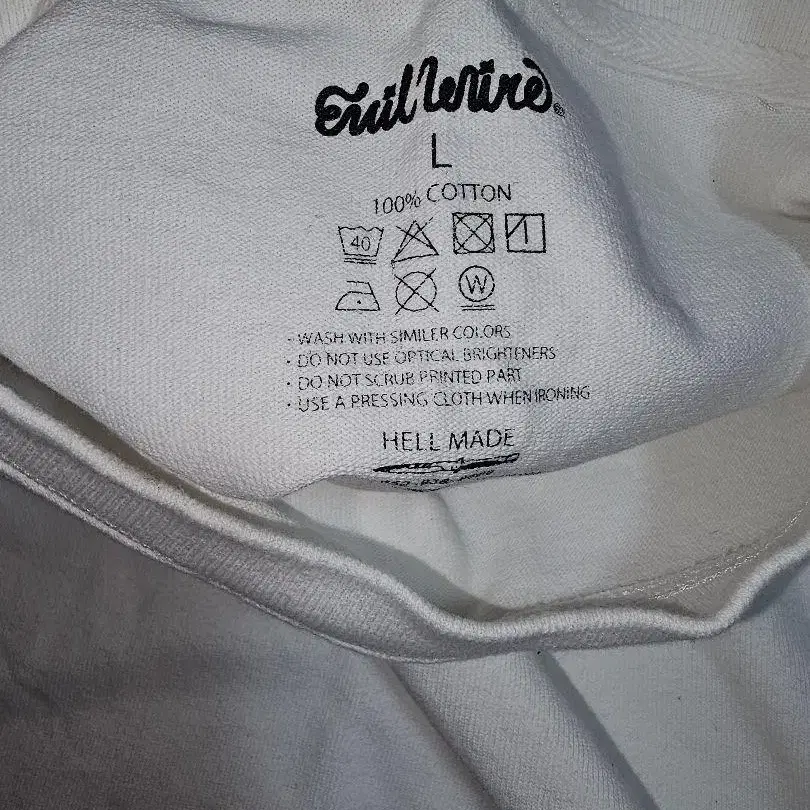 Evil Wire®
L
100% COTTON
40
W
- WASH WITH SIMILER COLORS
• DO NOT USE OPTICAL BRIGHTENERS
• DO NOT SCRUB PRINTED PART
• USE A PRESSING CLOTH WHEN IRONING
HELL MADE